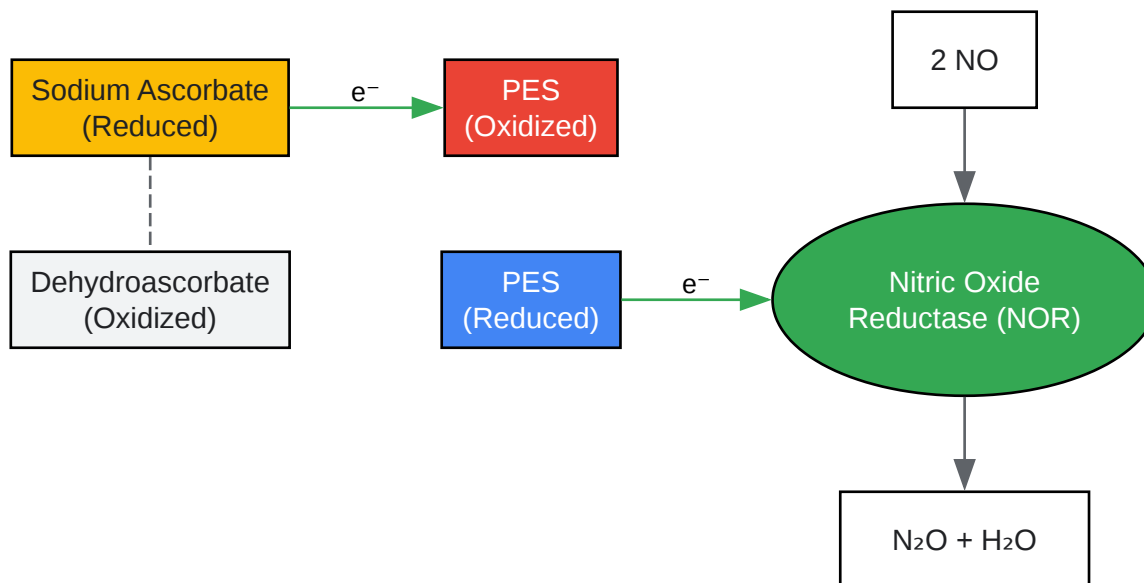 Sodium Ascorbate
(Reduced)
e⁻
PES
(Oxidized)
2 NO
Dehydroascorbate
(Oxidized)
PES
(Reduced)
e⁻
Nitric Oxide
Reductase (NOR)
N₂O + H₂O